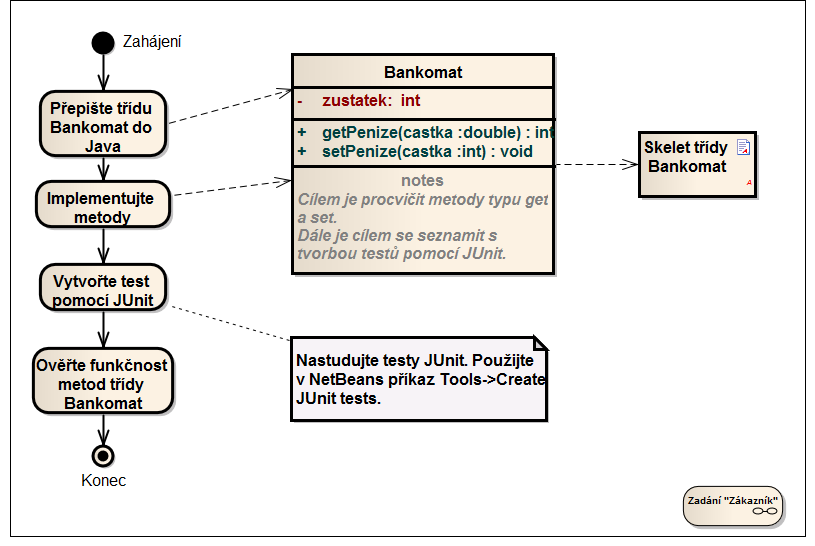 Zahájení
Přepište třídu
Bankomat do
Java
Implementujte
metody
Vytvořte test
pomocí JUnit
Ověřte funkčnost
metod třídy
Bankomat
Konec
Bankomat
- zustatek: int
+ getPenize(castka :double) : int
+ setPenize(castka :int) : void
notes
Cílem je procvičit metody typu get
a set.
Dále je cílem se seznamit s
tvorbou testů pomocí JUnit.
Skelet třídy
Bankomat
A
Nastudujte testy JUnit. Použijte
v NetBeans příkaz Tools->Create
JUnit tests.
Zadání "Zákazník"